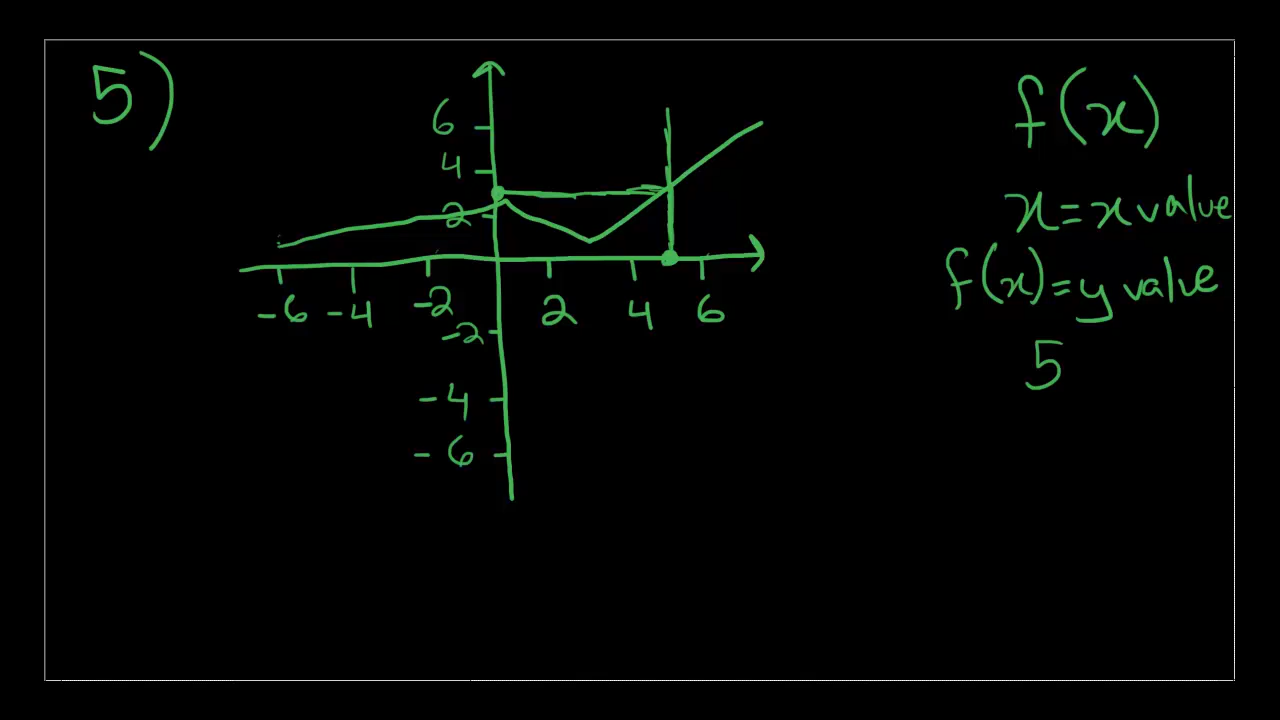 5)
f(x)
6
4
x = x value
2
f(x) = y value
-6 -4 -2 2 4 6
-2
5
-4
-6